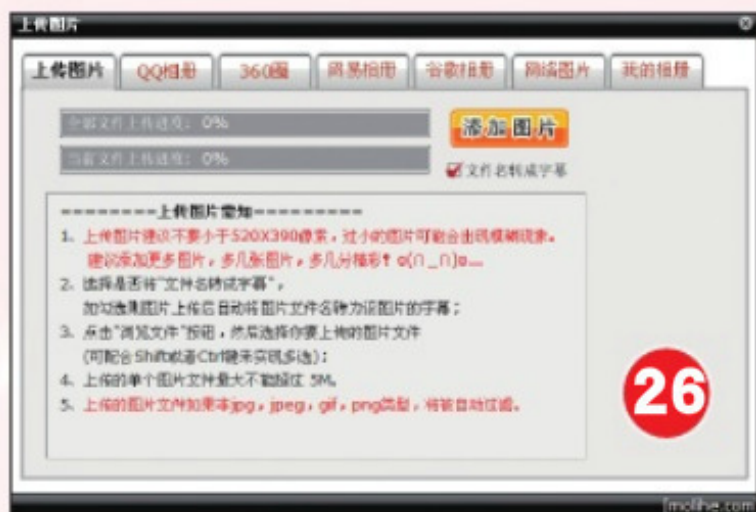 上传图片
上传图片 QQ相册 360圈 网易相册 谷歌相册 网络图片 我的相册
全部文件上传进度：0%
添加图片
当前文件上传进度：0%
文件名转成字幕
--------上传图片需知---------
1、上传图片建议不要小于520X390像素，过小的图片可能会出现模糊现象。
建议添加更多图片，多几张图片，多几分精彩！o(∩_∩)o...
2、选择是否将"文件名转成字幕"，
如勾选则图片上传后自动将图片文件名转为该图片的字幕；
3、点击"浏览文件"按钮，然后选择你要上传的图片文件
(可配合Shift或者Ctrl键来实现多选)；
4、上传的单个图片文件最大不能超过 5M。
5、上传的图片文件如果非jpg，jpeg，gif，png类型，将被自动过滤。
26
molihe.com